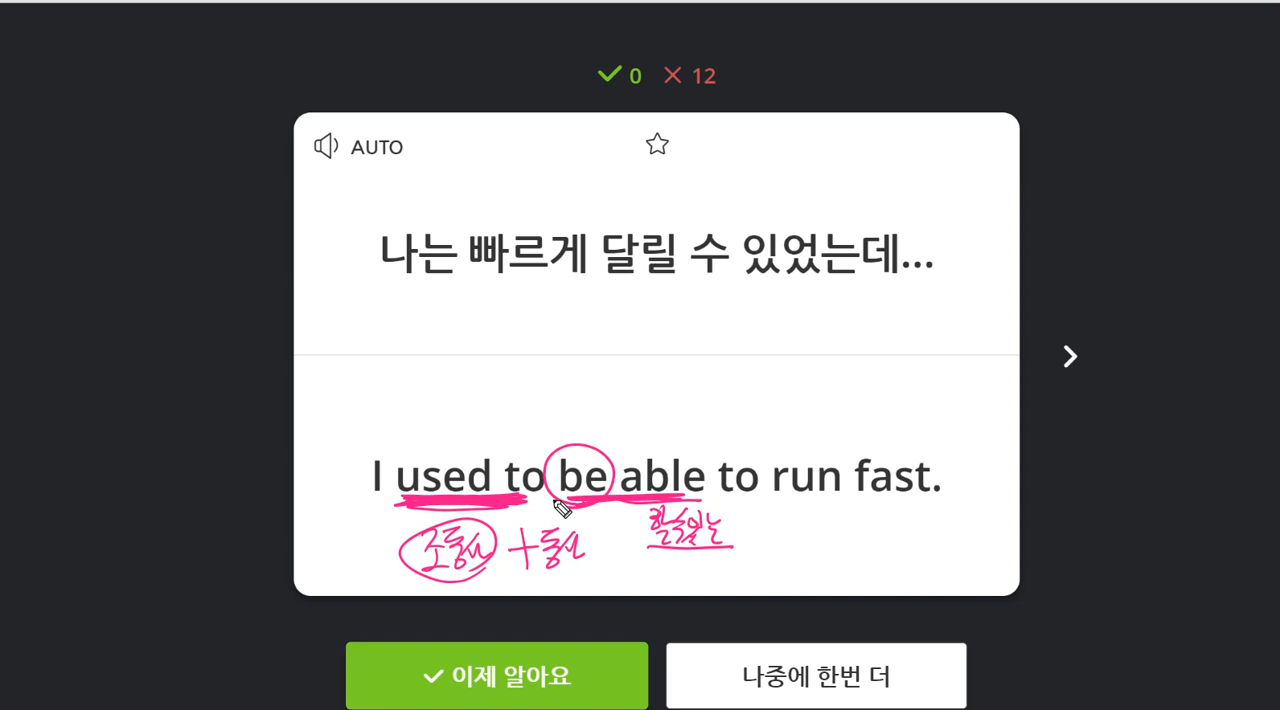 0 12
AUTO
나는 빠르게 달릴 수 있었는데...
I used to be able to run fast.
조동사 + 동사 할 수 있는
이제 알아요 나중에 한번 더